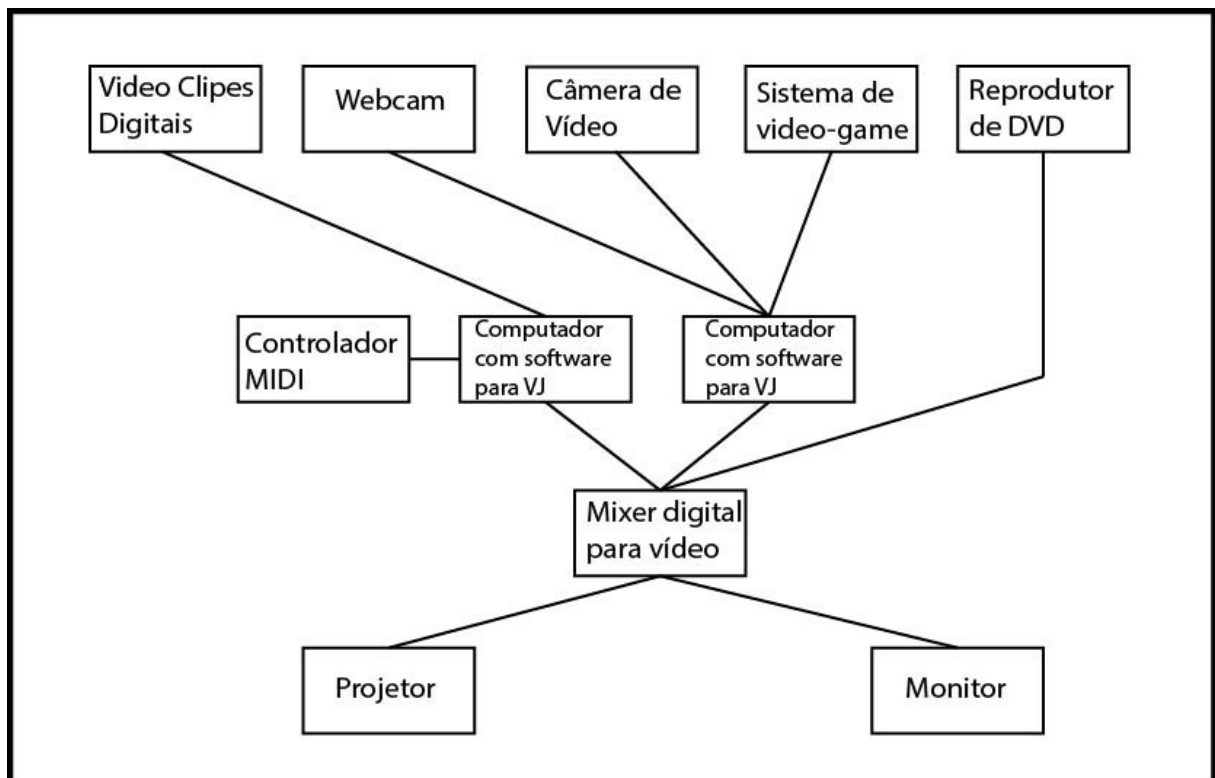 Video Clipes
Digitais
Webcam
Câmera de
Vídeo
Sistema de
video-game
Reprodutor
de DVD
Controlador
MIDI
Computador
com software
para VJ
Computador
com software
para VJ
Mixer digital
para vídeo
Projetor
Monitor